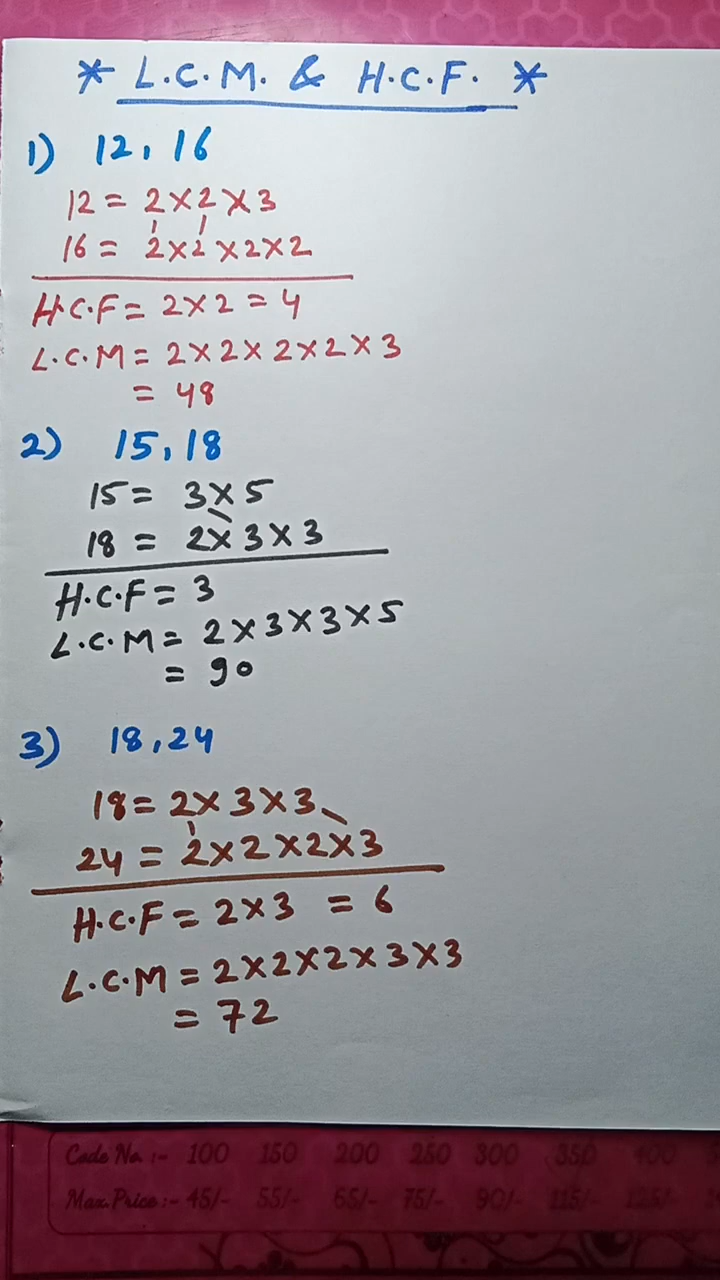 * L.C.M. & H.C.F. *
1) 12, 16
12 = 2×2×3
16 = 2×2×2×2
H.C.F = 2×2 = 4
L.C.M = 2×2×2×2×3
= 48
2) 15, 18
15 = 3×5
18 = 2×3×3
H.C.F = 3
L.C.M = 2×3×3×5
= 90
3) 18, 24
18 = 2×3×3
24 = 2×2×2×3
H.C.F = 2×3 = 6
L.C.M = 2×2×2×3×3
= 72
Code No :- 100 150 200 250 300 350 400
Max. Price :- 45/- 55/- 65/- 75/- 90/- 115/-